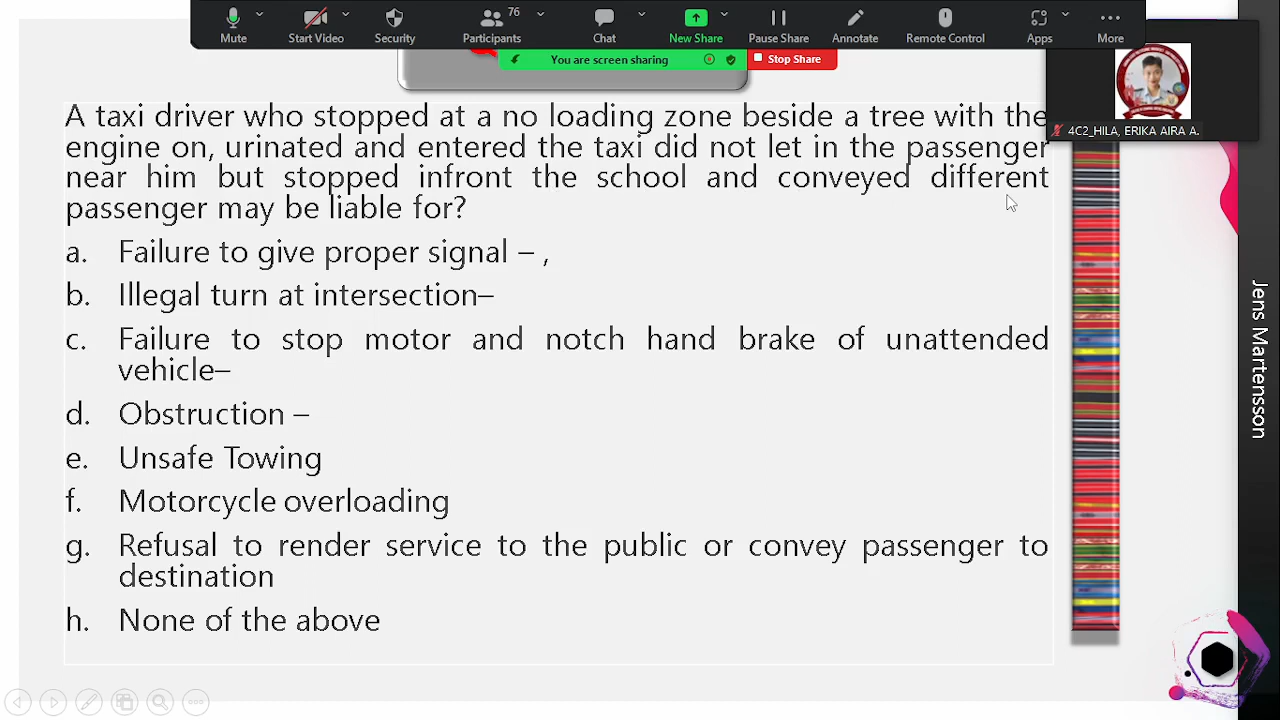 Mute
Start Video
Security
Participants
76
Chat
New Share
Pause Share
Annotate
Remote Control
Apps
More
You are screen sharing
Stop Share
4C2_HILA, ERIKA AIRA A.
A taxi driver who stopped at a no loading zone beside a tree with the
engine on, urinated and entered the taxi did not let in the passenger
near him but stopped infront the school and conveyed different
passenger may be liable for?
a. Failure to give proper signal – ,
b. Illegal turn at intersection–
c. Failure to stop motor and notch hand brake of unattended
vehicle–
d. Obstruction –
e. Unsafe Towing
f. Motorcycle overloading
g. Refusal to render service to the public or convey passenger to
destination
h. None of the above
Jens Martensson